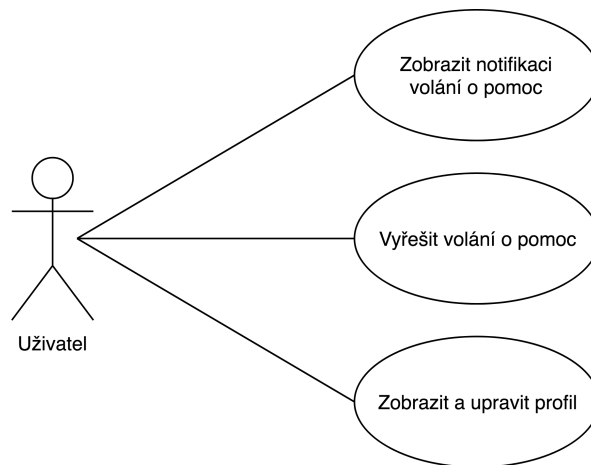 Zobrazit notifikaci
volání o pomoc
Vyřešit volání o pomoc
Uživatel
Zobrazit a upravit profil